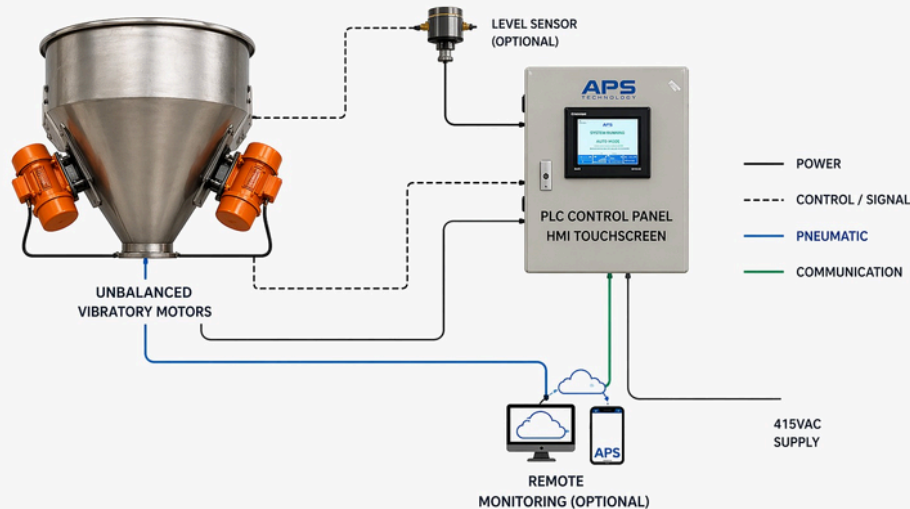 LEVEL SENSOR
(OPTIONAL)
APS
TECHNOLOGY
APS
SYSTEM RUNNING
AUTO MODE
PLC CONTROL PANEL
HMI TOUCHSCREEN
POWER
CONTROL / SIGNAL
PNEUMATIC
COMMUNICATION
UNBALANCED
VIBRATORY MOTORS
415VAC
SUPPLY
APS
REMOTE
MONITORING (OPTIONAL)